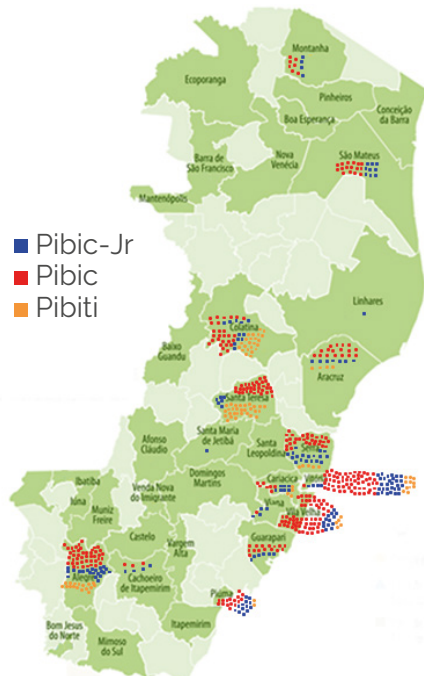 Montanha
Ecoporanga
Pinheiros
Conceição
da Barra
Boa Esperança
Nova
Venécia
Barra de
São Francisco
São Mateus
Mantenópolis
Pibic-Jr
Pibic
Pibiti
Linhares
Colatina
Baixo
Guandu
Aracruz
Santa Teresa
Santa Maria
de Jetibá
Afonso
Cláudio
Santa
Leopoldina
Serra
Domingos
Martins
Cariacica
Vitória
Ibatiba
Venda Nova
do Imigrante
Viana
Vila Velha
Iúna
Muniz
Freire
Castelo
Vargem
Alta
Guarapari
Alegre
Cachoeiro
de Itapemirim
Piúma
Bom Jesus
do Norte
Mimoso
do Sul
Itapemirim